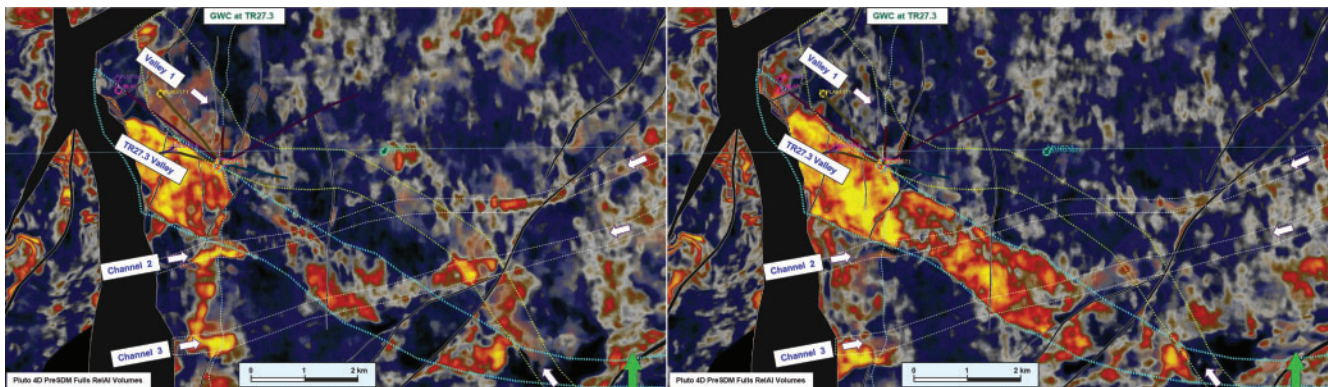 GWC at TR27.3
Valley 1
TR27.3 Valley
Channel 2
Channel 3
0 1 2 km
Pluto 4D PreSDM Fulls RelAI Volumes
GWC at TR27.3
Valley 1
TR27.3 Valley
Channel 2
Channel 3
0 1 2 km
Pluto 4D PreSDM Fulls RelAI Volumes